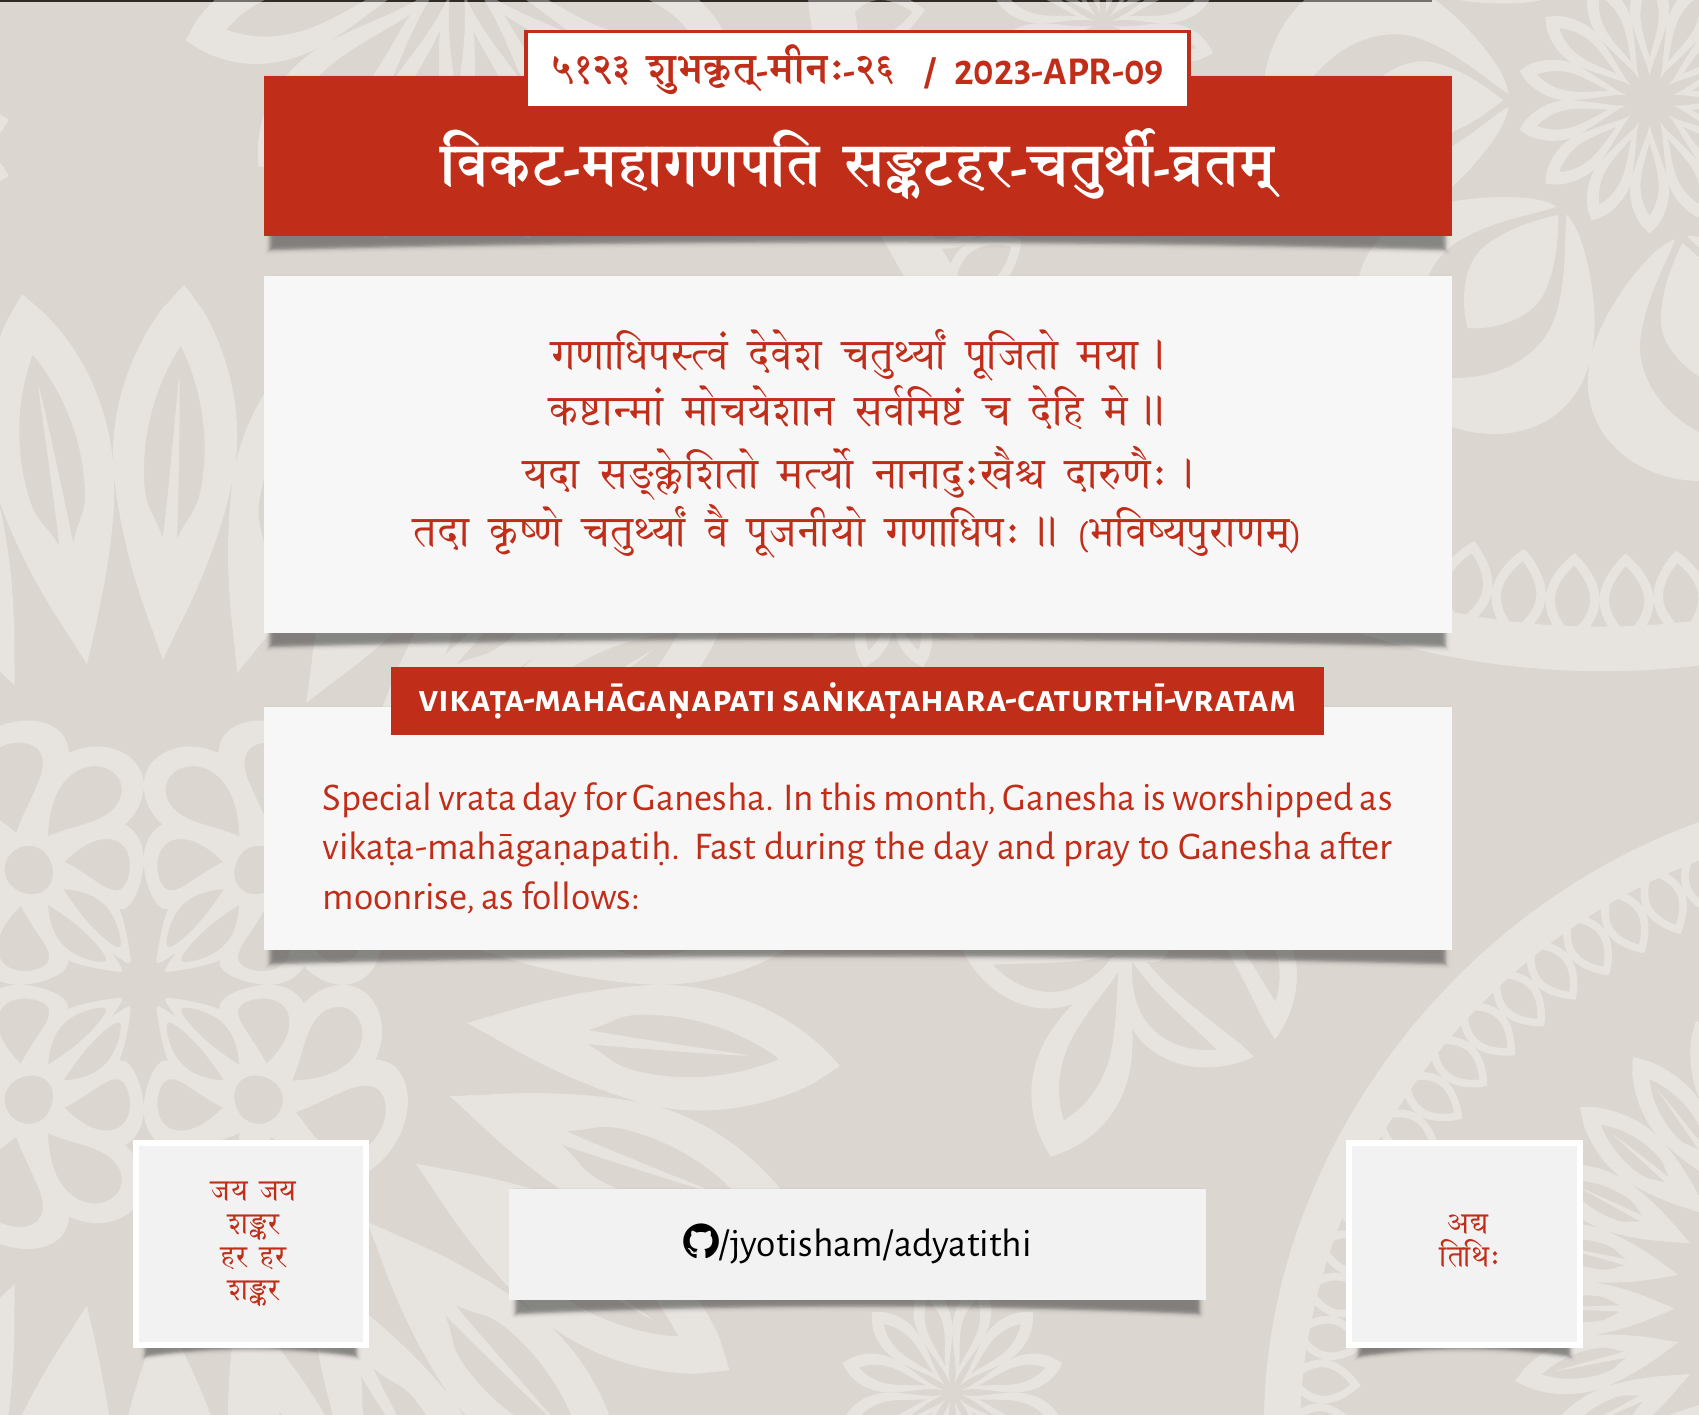 ५१२३ शुभकृत्-मीनः-२६ / 2023-APR-09
विकट-महागणपति सङ्कटहर-चतुर्थी-व्रतम्
गणाधिपस्त्वं देवेश चतुर्थ्यां पूजितो मया ।
कष्टान्मां मोचयेशान सर्वमिष्टं च देहि मे ॥
यदा सङ्क्लेशितो मर्त्यो नानादुःखैश्च दारुणैः ।
तदा कृष्णे चतुर्थ्यां वै पूजनीयो गणाधिपः ॥ (भविष्यपुराणम्)
VIKAṬA-MAHĀGAṆAPATI SAṄKAṬAHARA-CATURTHĪ-VRATAM
Special vrata day for Ganesha. In this month, Ganesha is worshipped as
vikaṭa-mahāgaṇapatiḥ. Fast during the day and pray to Ganesha after
moonrise, as follows:
जय जय
शङ्कर
हर हर
शङ्कर
/jyotisham/adyatithi
अद्य
तिथिः